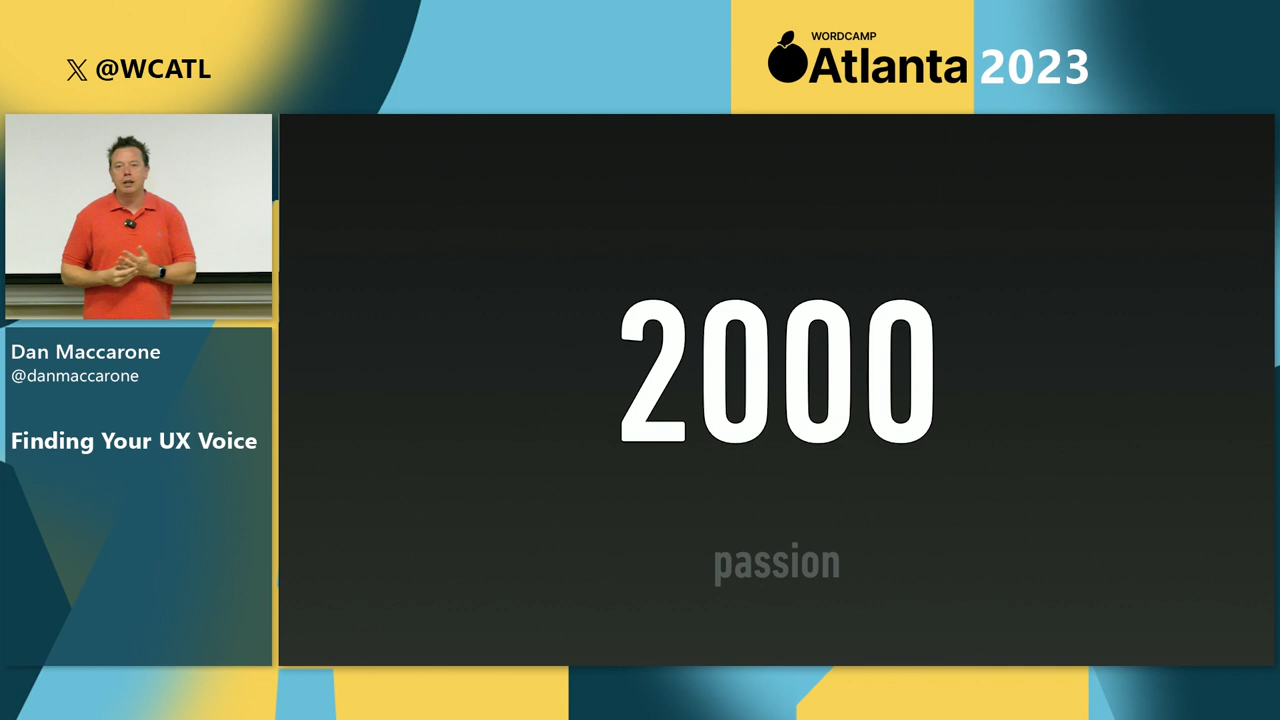 𝕏 @WCATL
WORDCAMP
Atlanta 2023
Dan Maccarone
@danmaccarone
Finding Your UX Voice
2000
passion